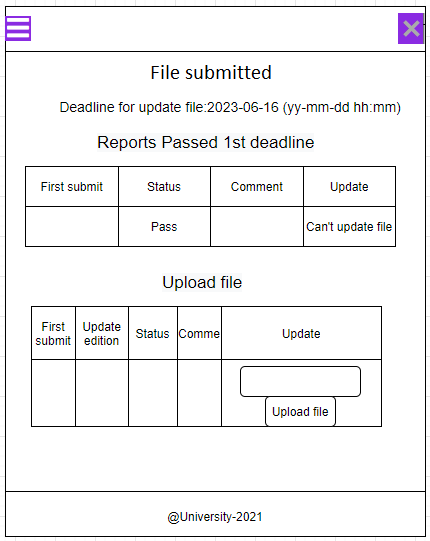 File submitted
Deadline for update file:2023-06-16 (yy-mm-dd hh:mm)
Reports Passed 1st deadline
First submit Status Comment Update
Pass Can't update file
Upload file
First submit Update edition Status Comme Update
Upload file
@University-2021